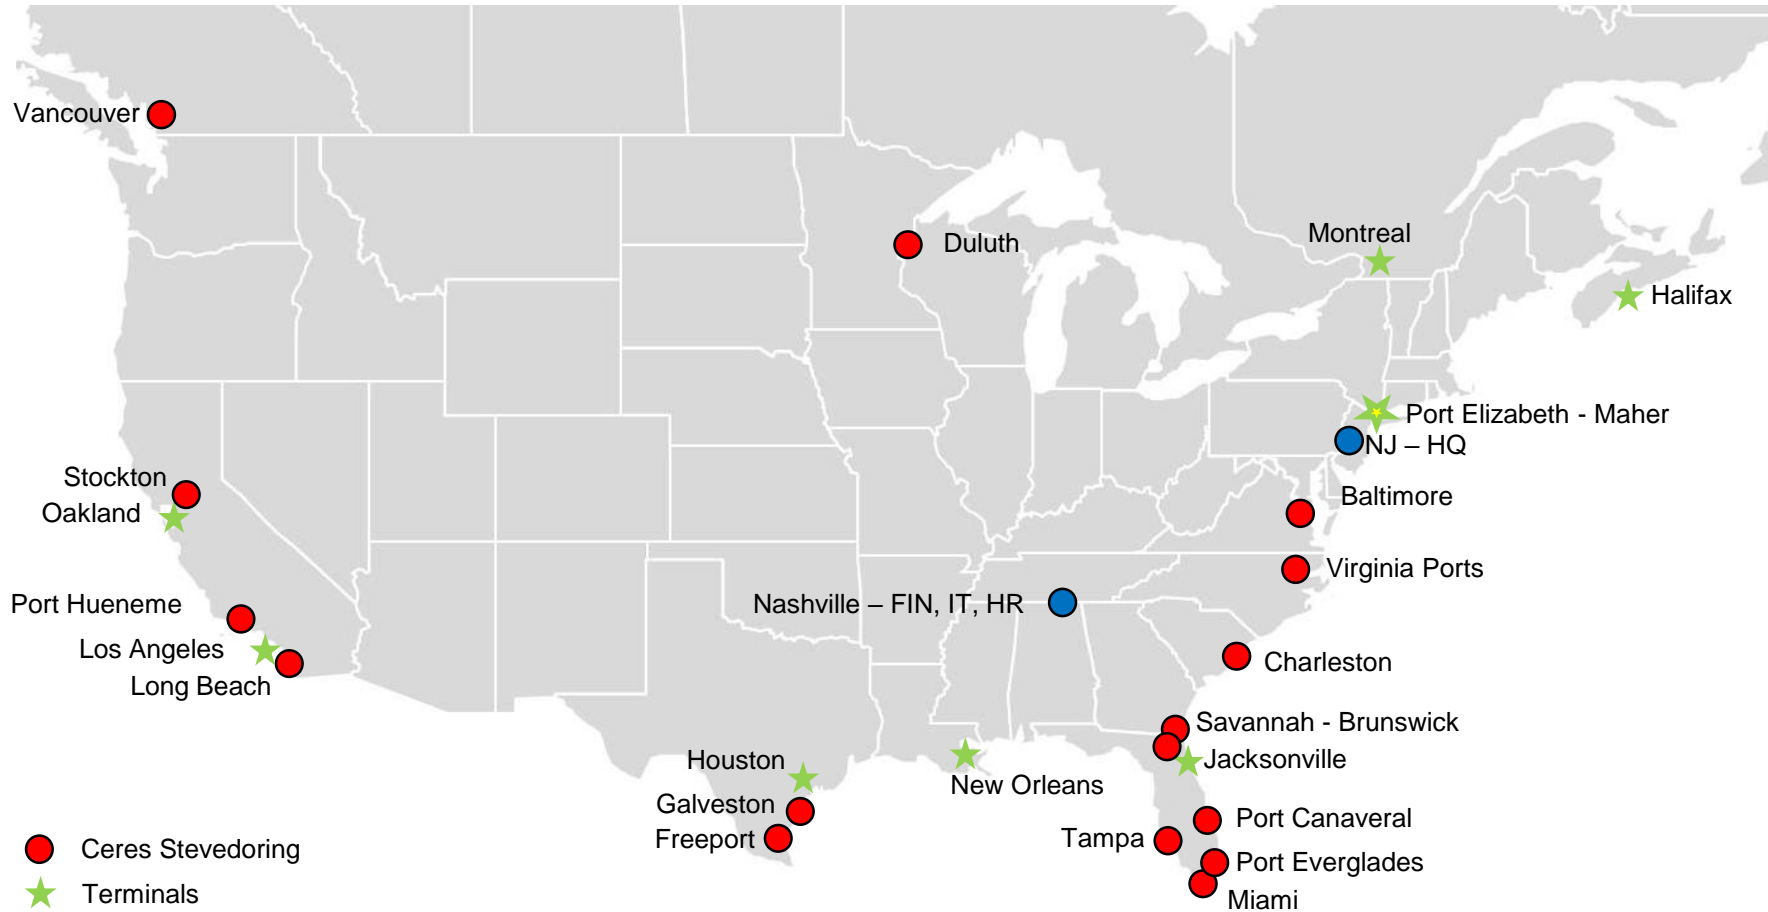 Vancouver
Duluth
Montreal
Halifax
Port Elizabeth - Maher
NJ – HQ
Stockton
Oakland
Baltimore
Virginia Ports
Port Hueneme
Nashville – FIN, IT, HR
Los Angeles
Long Beach
Charleston
Savannah - Brunswick
Jacksonville
Houston
New Orleans
Galveston
Freeport
Port Canaveral
Tampa
Port Everglades
Miami
Ceres Stevedoring
Terminals